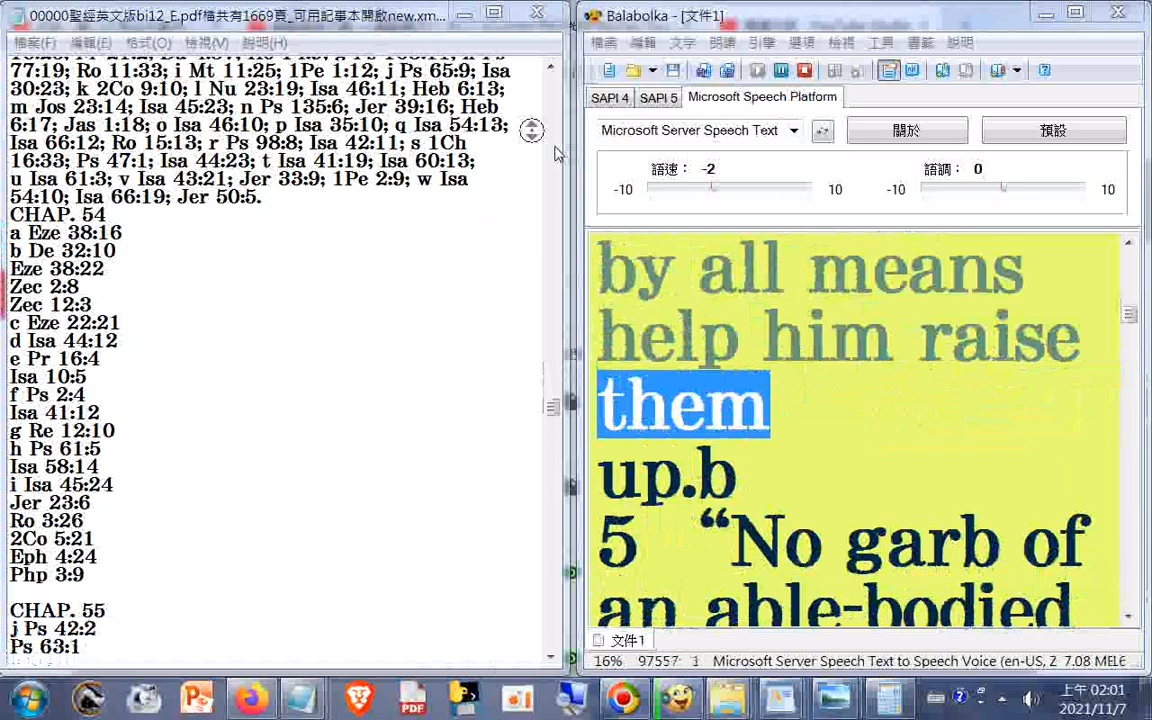 00000聖經英文版bi12_E.pdf檔共有1669頁_可用記事本開啟new.xm...
檔案(F) 編輯(E) 格式(O) 檢視(V) 說明(H)
77:19; Ro 11:33; i Mt 11:25; 1Pe 1:12; j Ps 65:9; Isa
30:23; k 2Co 9:10; l Nu 23:19; Isa 46:11; Heb 6:13;
m Jos 23:14; Isa 45:23; n Ps 135:6; Jer 39:16; Heb
6:17; Jas 1:18; o Isa 46:10; p Isa 35:10; q Isa 54:13;
Isa 66:12; Ro 15:13; r Ps 98:8; Isa 42:11; s 1Ch
16:33; Ps 47:1; Isa 44:23; t Isa 41:19; Isa 60:13;
u Isa 61:3; v Isa 43:21; Jer 33:9; 1Pe 2:9; w Isa
54:10; Isa 66:19; Jer 50:5.
CHAP. 54
a Eze 38:16
b De 32:10
Eze 38:22
Zec 2:8
Zec 12:3
c Eze 22:21
d Isa 44:12
e Pr 16:4
Isa 10:5
f Ps 2:4
Isa 41:12
g Re 12:10
h Ps 61:5
Isa 58:14
i Isa 45:24
Jer 23:6
Ro 3:26
2Co 5:21
Eph 4:24
Php 3:9
CHAP. 55
j Ps 42:2
Ps 63:1
Balabolka - [文件1]
檔案 編輯 文字 朗讀 引擎 選項 檢視 工具 書籤 說明
SAPI 4 SAPI 5 Microsoft Speech Platform
Microsoft Server Speech Text 關於 預設
語速： -2 語調： 0
-10 10 -10 10
by all means
help him raise
them
up.b
5 “No garb of
an able-bodied
文件1
16% 97557: Microsoft Server Speech Text to Speech Voice (en-US, 2 7.08 МБ
上午 02:01
2021/11/7